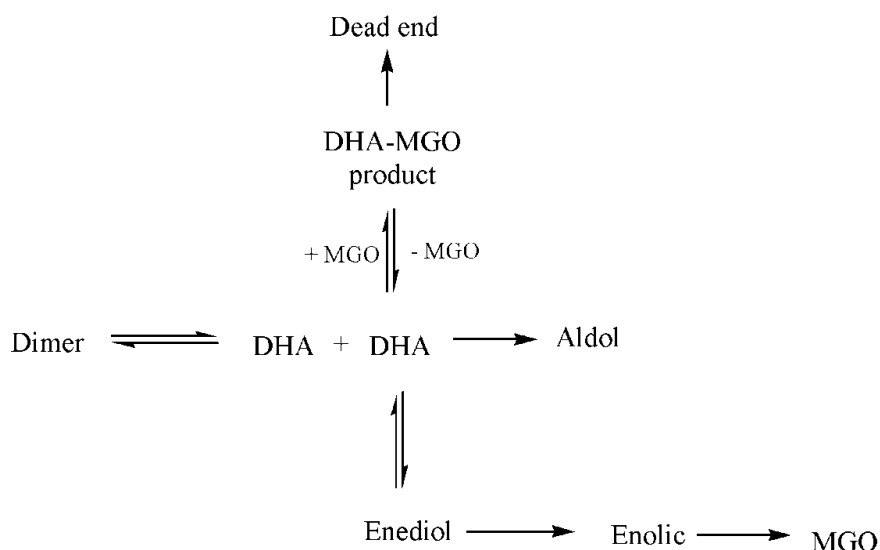 Dead end
DHA-MGO
product
+ MGO - MGO
Dimer DHA + DHA Aldol
Enediol Enolic MGO